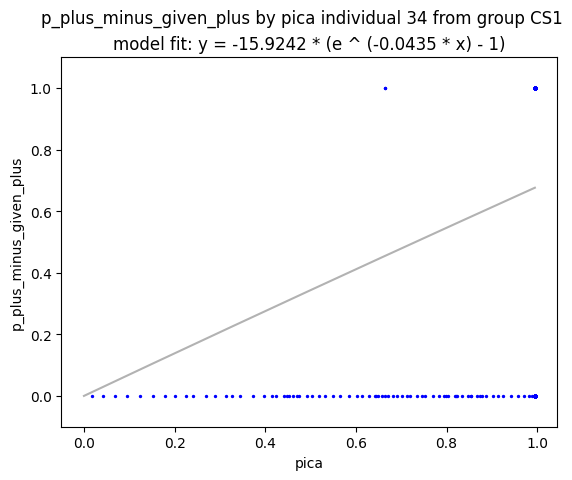 p_plus_minus_given_plus by pica individual 34 from group CS1
model fit: y = -15.9242 * (e ^ (-0.0435 * x) - 1)
1.0
0.8
0.6
0.4
0.2
0.0
p_plus_minus_given_plus
0.0 0.2 0.4 0.6 0.8 1.0
pica